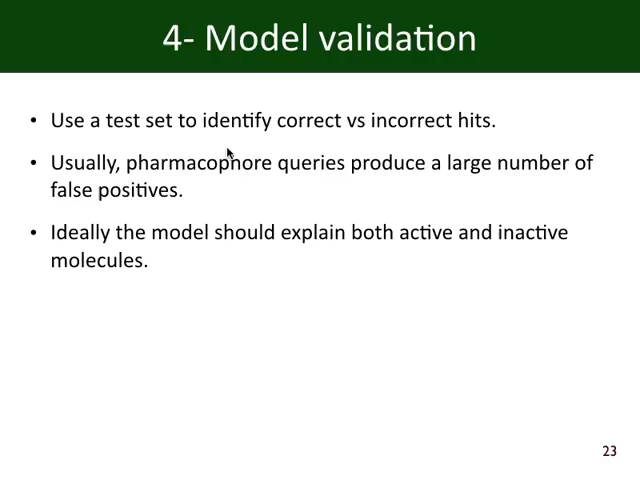 4- Model validation
• Use a test set to identify correct vs incorrect hits.
• Usually, pharmacophore queries produce a large number of
false positives.
• Ideally the model should explain both active and inactive
molecules.
23